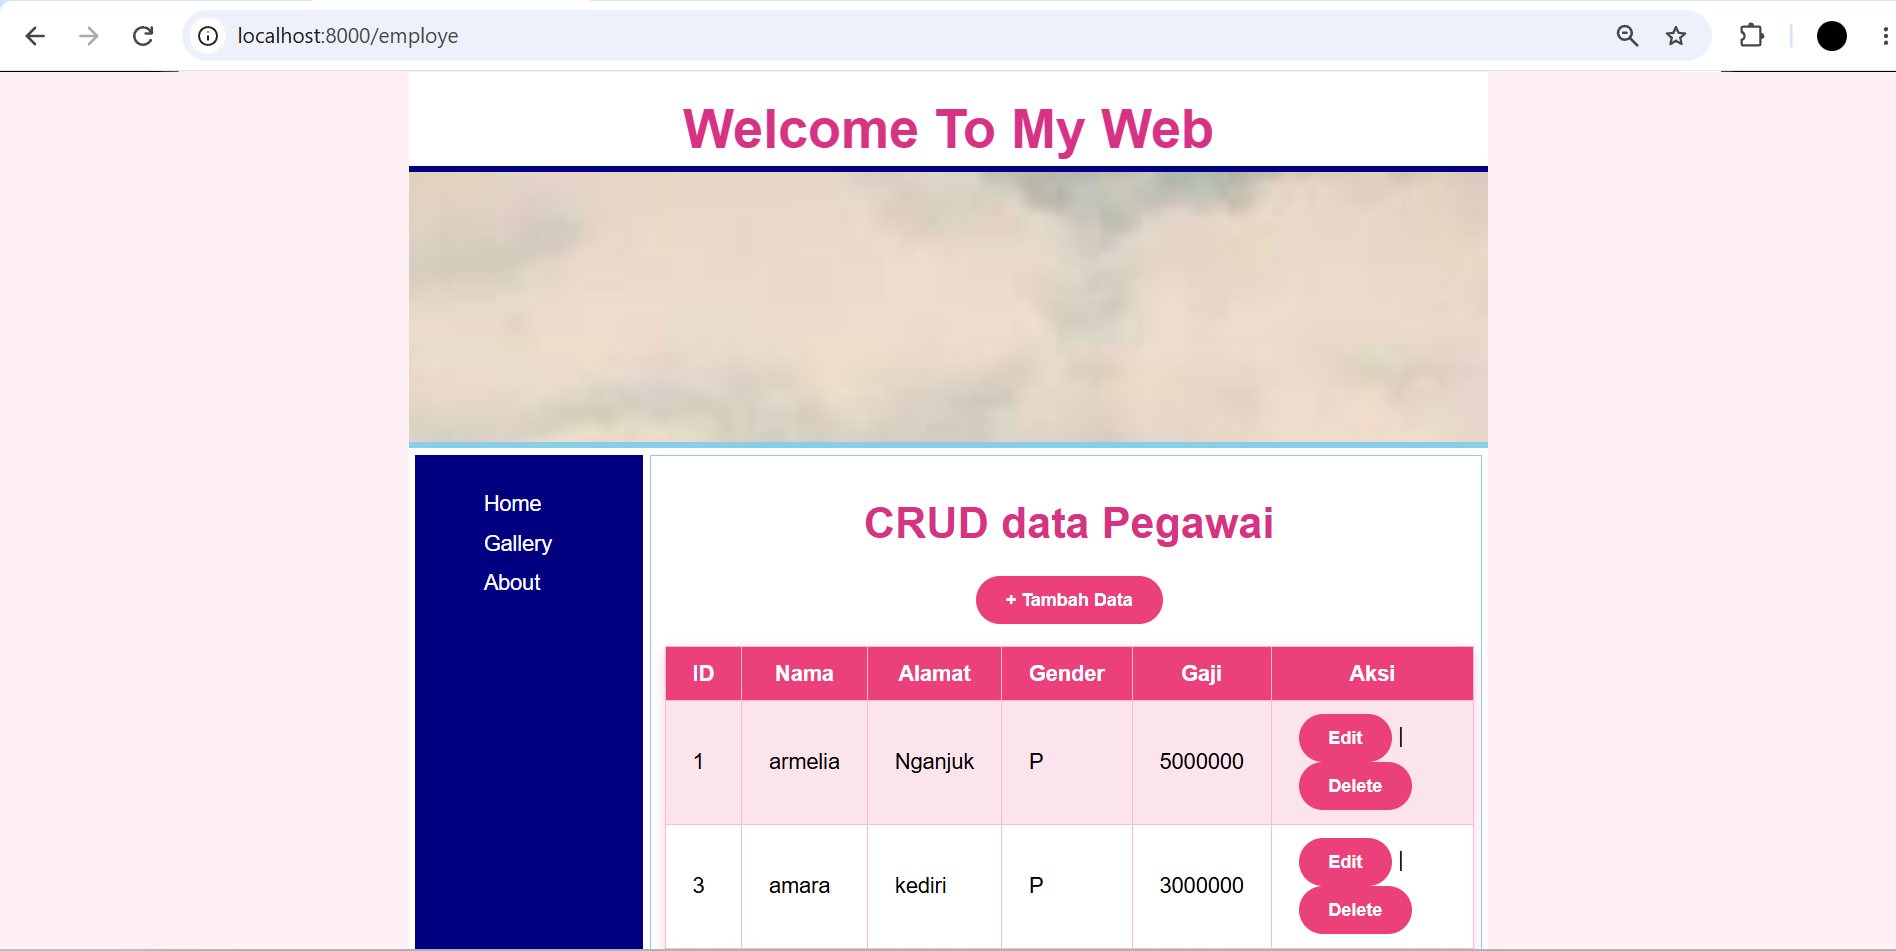 localhost:8000/employe
Welcome To My Web
Home
Gallery
About
CRUD data Pegawai
+ Tambah Data
ID Nama Alamat Gender Gaji Aksi
1 armelia Nganjuk P 5000000 Edit |
Delete
3 amara kediri P 3000000 Edit |
Delete